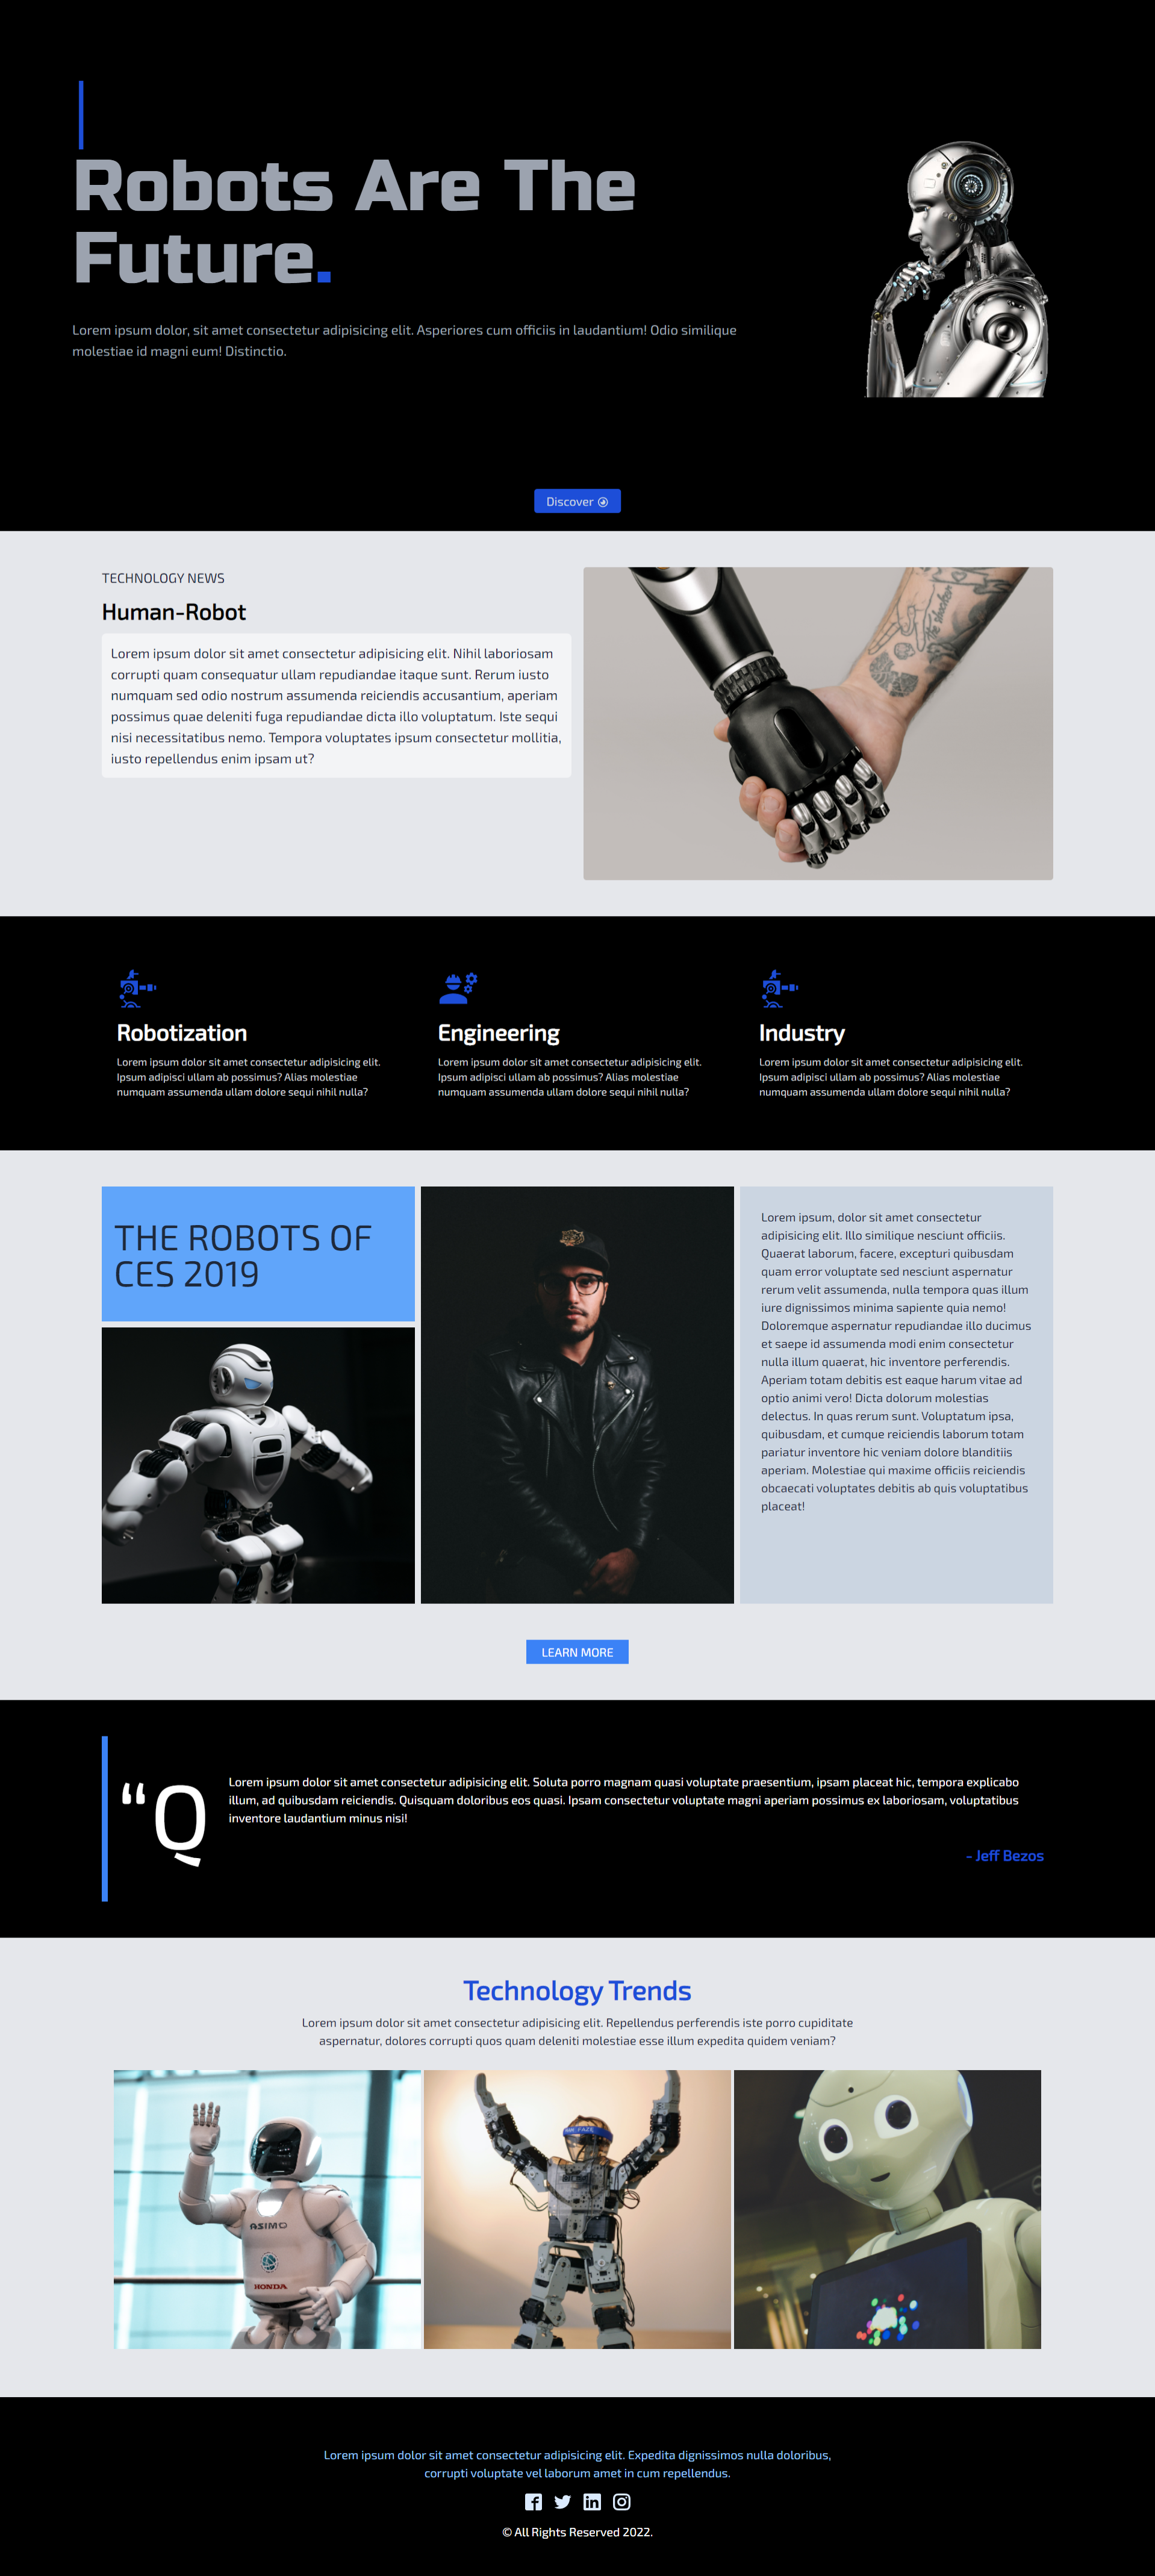 Robots Are The
Future.
Lorem ipsum dolor, sit amet consectetur adipisicing elit. Asperiores cum officiis in laudantium! Odio similique
molestiae id magni eum! Distinctio.
Discover
TECHNOLOGY NEWS
Human-Robot
Lorem ipsum dolor sit amet consectetur adipisicing elit. Nihil laboriosam
corrupti quam consequatur ullam repudiandae itaque sunt. Rerum iusto
numquam sed odio nostrum assumenda reiciendis accusantium, aperiam
possimus quae deleniti fuga repudiandae dicta illo voluptatum. Iste sequi
nisi necessitatibus nemo. Tempora voluptates ipsum consectetur mollitia,
iusto repellendus enim ipsam ut?
Robotization
Lorem ipsum dolor sit amet consectetur adipisicing elit.
Ipsum adipisci ullam ab possimus? Alias molestiae
numquam assumenda ullam dolore sequi nihil nulla?
Engineering
Lorem ipsum dolor sit amet consectetur adipisicing elit.
Ipsum adipisci ullam ab possimus? Alias molestiae
numquam assumenda ullam dolore sequi nihil nulla?
Industry
Lorem ipsum dolor sit amet consectetur adipisicing elit.
Ipsum adipisci ullam ab possimus? Alias molestiae
numquam assumenda ullam dolore sequi nihil nulla?
THE ROBOTS OF
CES 2019
Lorem ipsum, dolor sit amet consectetur
adipisicing elit. Illo similique nesciunt officiis.
Quaerat laborum, facere, excepturi quibusdam
quam error voluptate sed nesciunt aspernatur
rerum velit assumenda, nulla tempora quas illum
iure dignissimos minima sapiente quia nemo!
Doloremque aspernatur repudiandae illo ducimus
et saepe id assumenda modi enim consectetur
nulla illum quaerat, hic inventore perferendis.
Aperiam totam debitis est eaque harum vitae ad
optio animi vero! Dicta dolorum molestias
delectus. In quas rerum sunt. Voluptatum ipsa,
quibusdam, et cumque reiciendis laborum totam
pariatur inventore hic veniam dolore blanditiis
aperiam. Molestiae qui maxime officiis reiciendis
obcaecati voluptates debitis ab quis voluptatibus
placeat!
LEARN MORE
“Q
Lorem ipsum dolor sit amet consectetur adipisicing elit. Soluta porro magnam quasi voluptate praesentium, ipsam placeat hic, tempora explicabo
illum, ad quibusdam reiciendis. Quisquam doloribus eos quasi. Ipsam consectetur voluptate magni aperiam possimus ex laboriosam, voluptatibus
inventore laudantium minus nisi!
- Jeff Bezos
Technology Trends
Lorem ipsum dolor sit amet consectetur adipisicing elit. Repellendus perferendis iste porro cupiditate
aspernatur, dolores corrupti quos quam deleniti molestiae esse illum expedita quidem veniam?
ASIMO
HONDA
Lorem ipsum dolor sit amet consectetur adipisicing elit. Expedita dignissimos nulla doloribus,
corrupti voluptate vel laborum amet in cum repellendus.
© All Rights Reserved 2022.